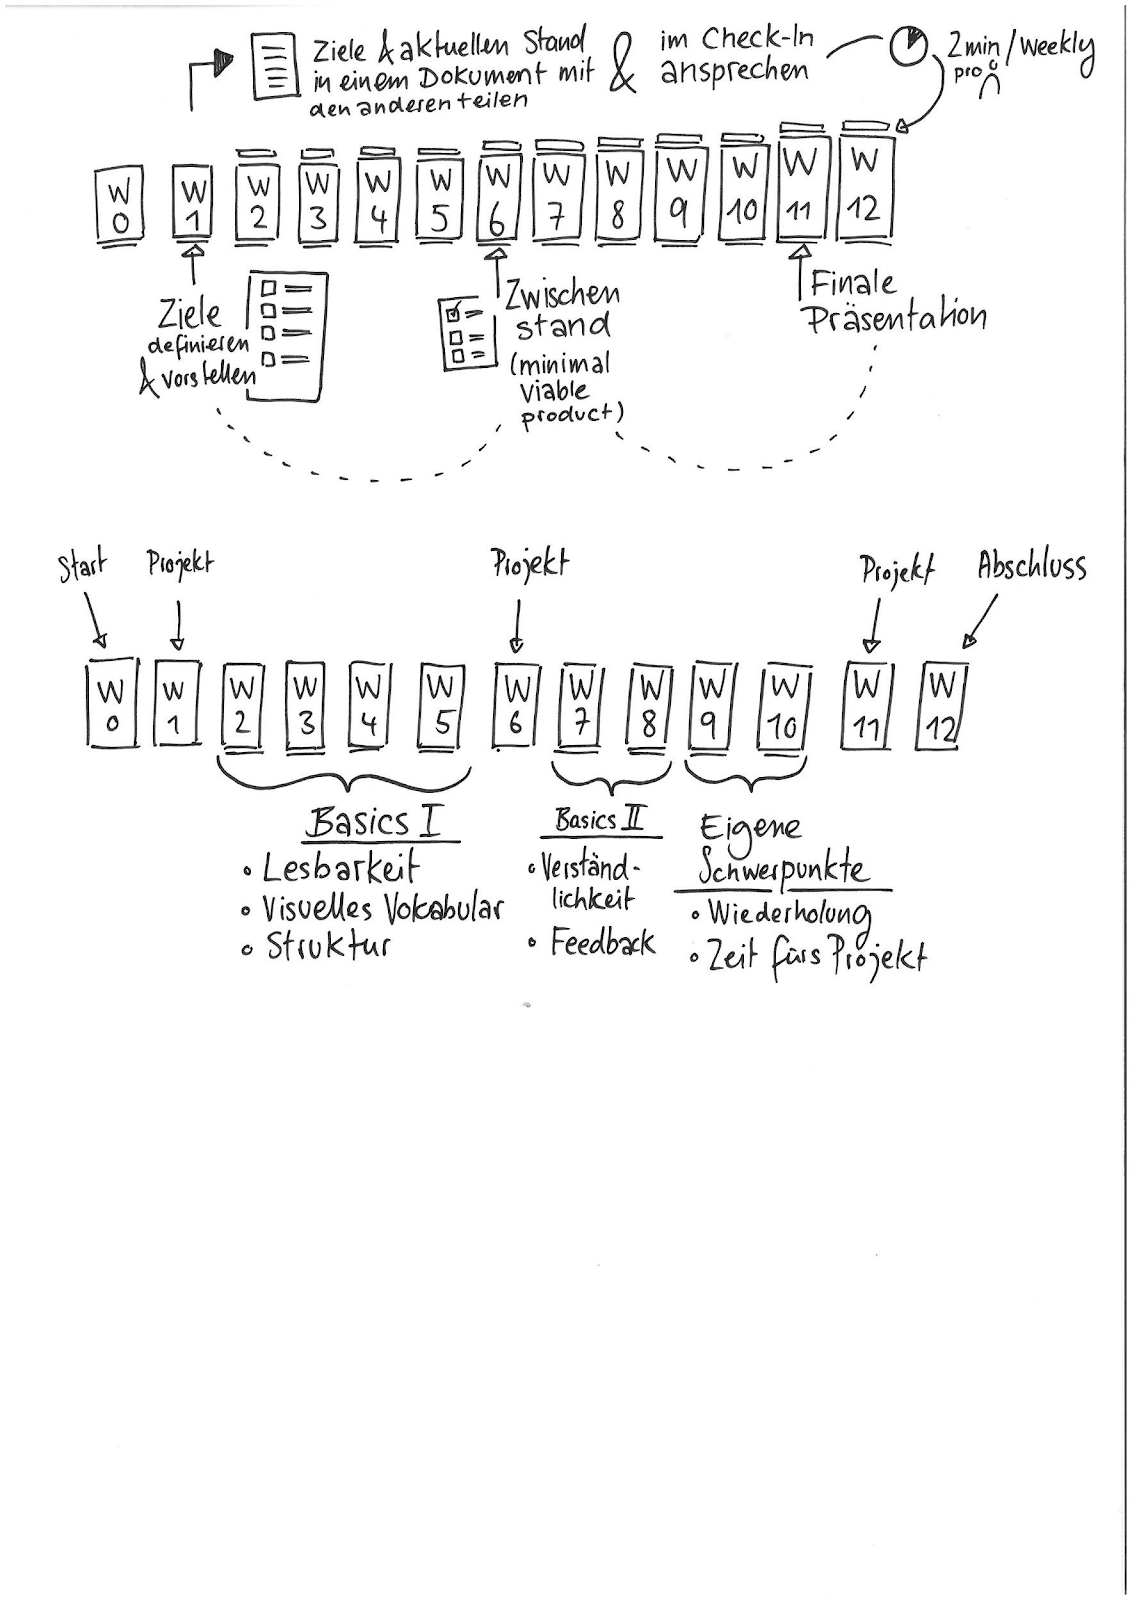 Ziele & aktuellen Stand
in einem Dokument mit
den anderen teilen
&
im Check-In
ansprechen
2min/weekly
pro
W 0
W 1
W 2
W 3
W 4
W 5
W 6
W 7
W 8
W 9
W 10
W 11
W 12
Ziele
definieren
& vorstellen
Zwischen
stand
(minimal
viable
product)
Finale
Präsentation
Start
Projekt
Projekt
Projekt
Abschluss
W 0
W 1
W 2
W 3
W 4
W 5
W 6
W 7
W 8
W 9
W 10
W 11
W 12
Basics I
• Lesbarkeit
• Visuelles Vokabular
• Struktur
Basics II
• Verständ-
lichkeit
• Feedback
Eigene
Schwerpunkte
• Wiederholung
• Zeit fürs Projekt